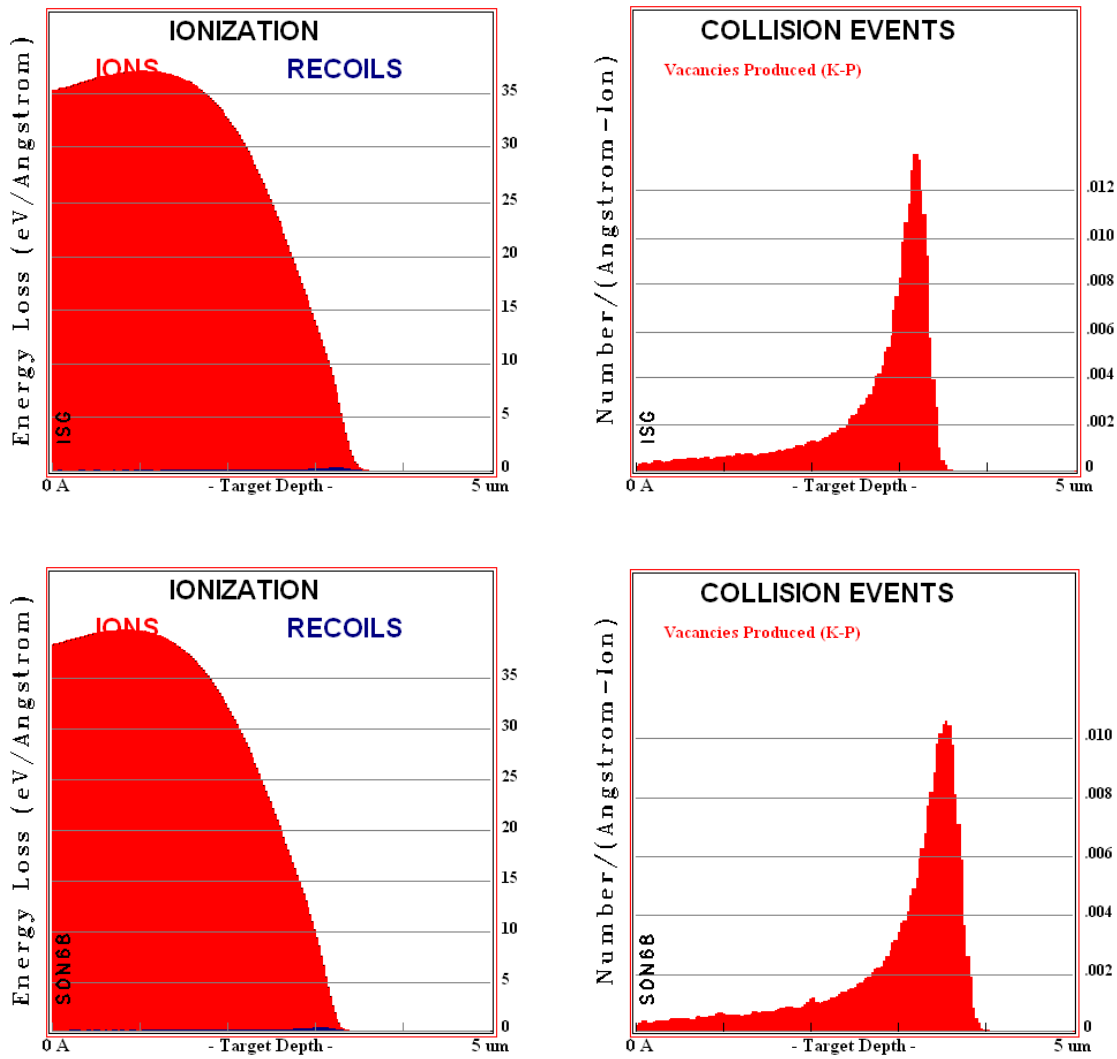 IONIZATION
IONS RECOILS
Energy Loss (eV/Angstrom)
35
30
25
20
15
10
5
0
ISG
0 A - Target Depth - 5 um
COLLISION EVENTS
Vacancies Produced (K-P)
Number/(Angstrom-Ion)
.012
.010
.008
.006
.004
.002
0
ISG
0 A - Target Depth - 5 um
IONIZATION
IONS RECOILS
Energy Loss (eV/Angstrom)
35
30
25
20
15
10
5
0
SON6B
0 A - Target Depth - 5 um
COLLISION EVENTS
Vacancies Produced (K-P)
Number/(Angstrom-Ion)
.010
.008
.006
.004
.002
0
SON6B
0 A - Target Depth - 5 um